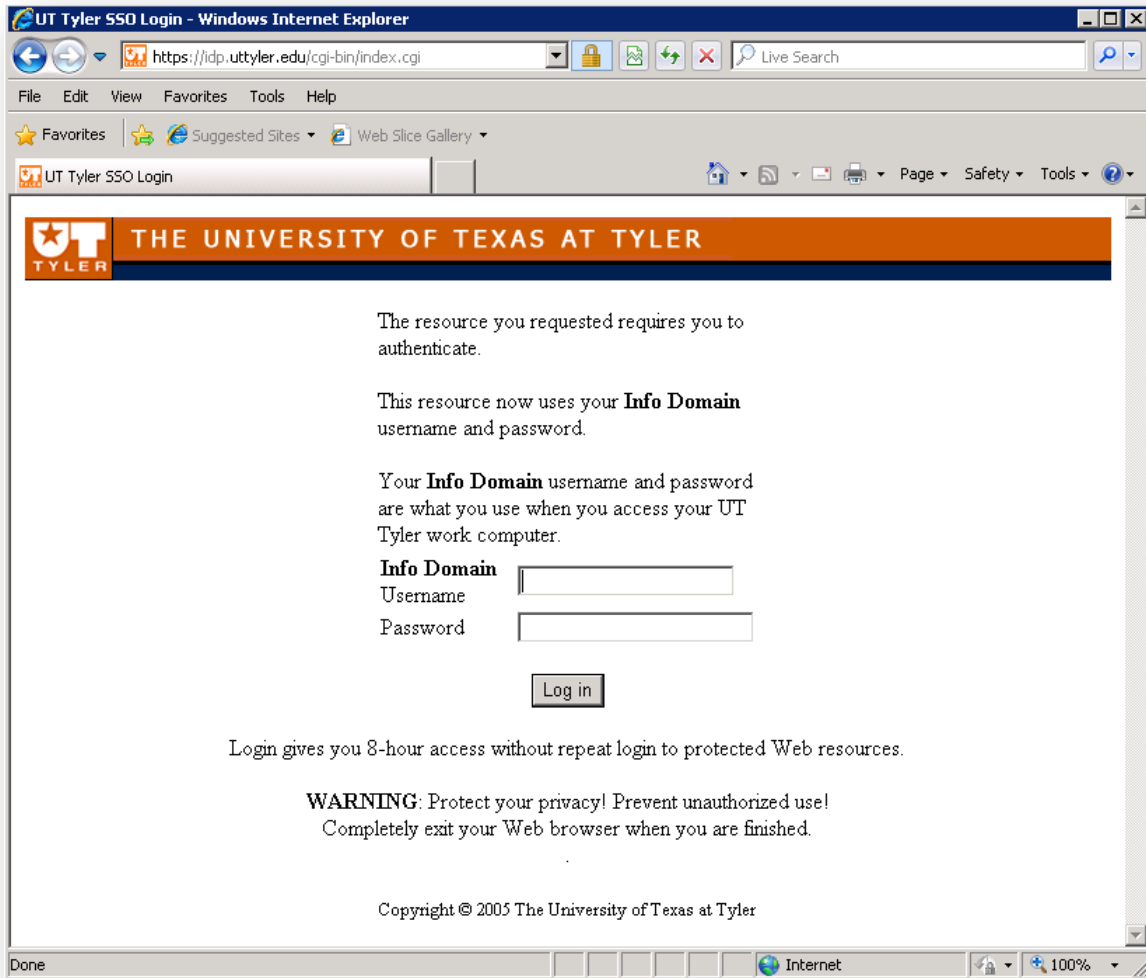 UT Tyler SSO Login - Windows Internet Explorer
https://idp.uttyler.edu/cgi-bin/index.cgi
Live Search
File Edit View Favorites Tools Help
Favorites Suggested Sites Web Slice Gallery
UT Tyler SSO Login Page Safety Tools
UT TYLER
THE UNIVERSITY OF TEXAS AT TYLER
The resource you requested requires you to
authenticate.
This resource now uses your Info Domain
username and password.
Your Info Domain username and password
are what you use when you access your UT
Tyler work computer.
Info Domain
Username
Password
Log in
Login gives you 8-hour access without repeat login to protected Web resources.
WARNING: Protect your privacy! Prevent unauthorized use!
Completely exit your Web browser when you are finished.
.
Copyright © 2005 The University of Texas at Tyler
Done Internet 100%